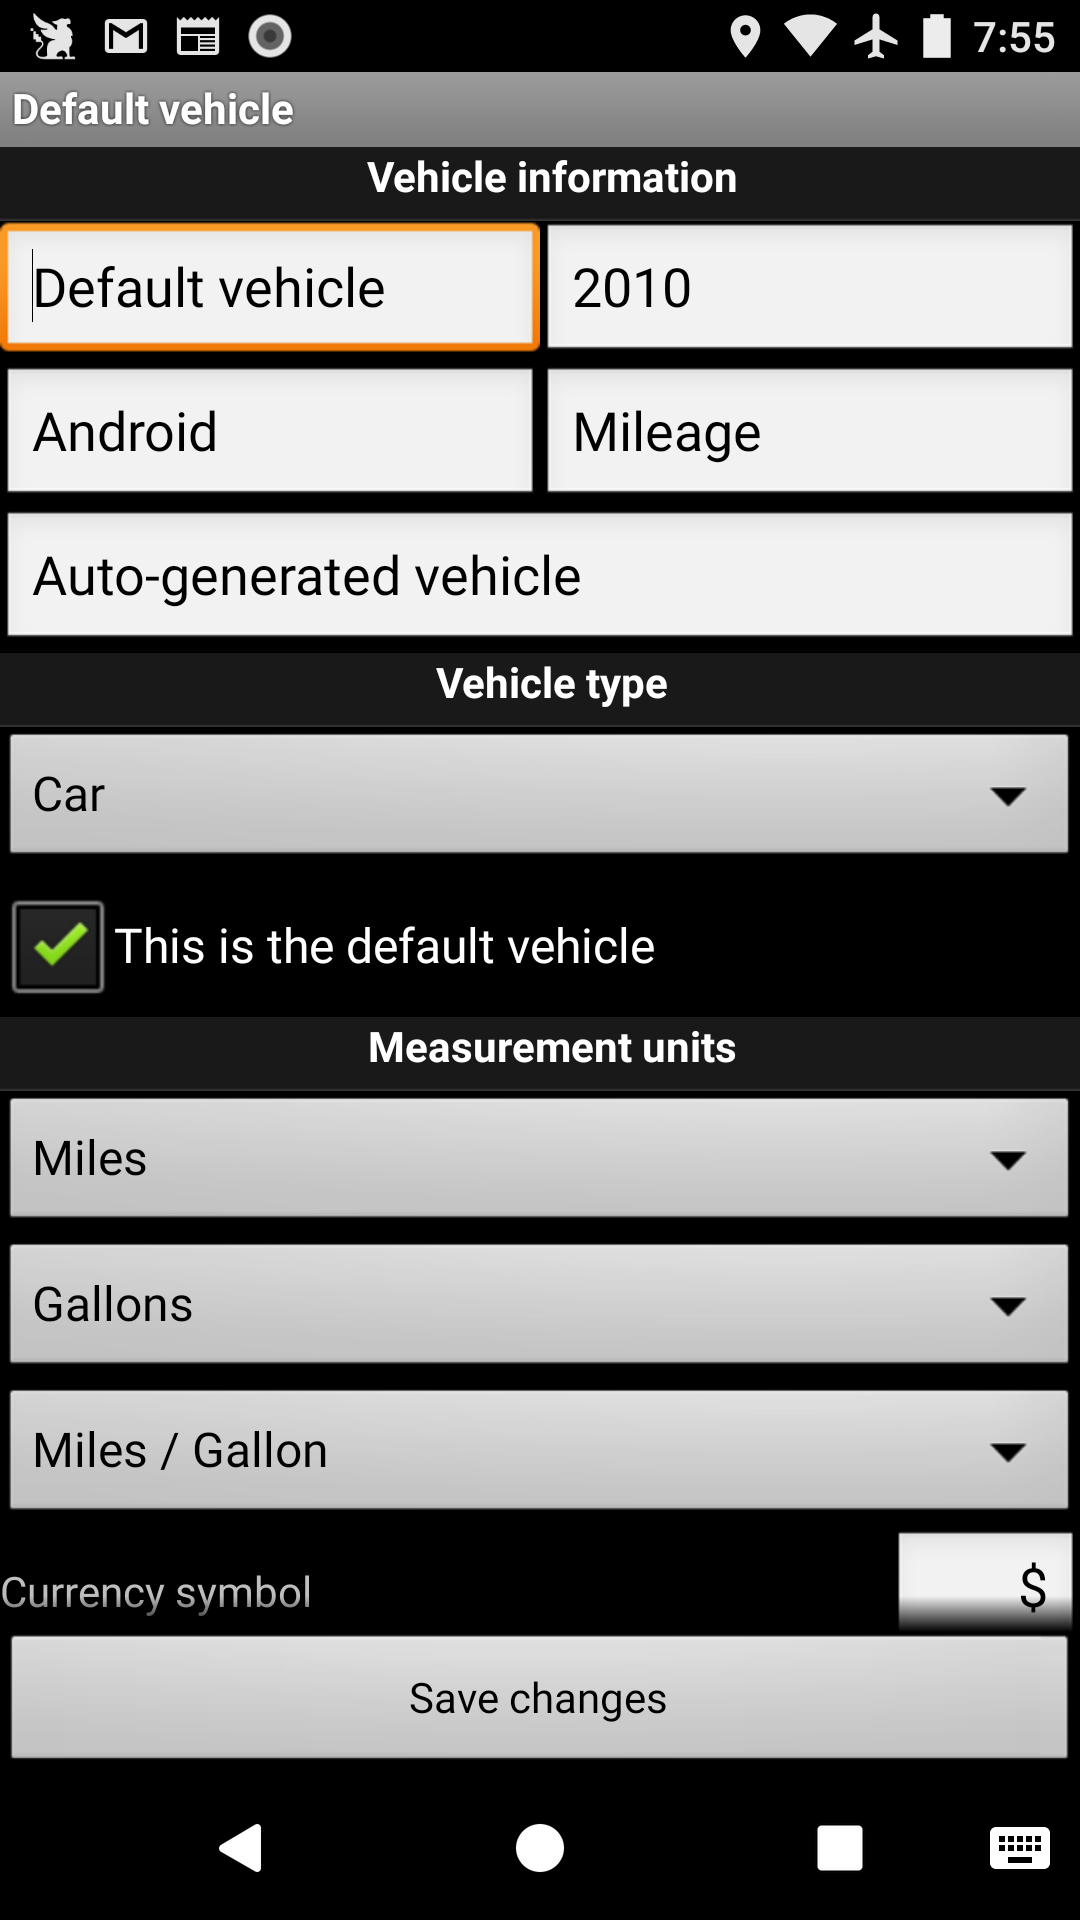 7:55
Default vehicle
Vehicle information
Default vehicle
2010
Android
Mileage
Auto-generated vehicle
Vehicle type
Car
This is the default vehicle
Measurement units
Miles
Gallons
Miles / Gallon
Currency symbol
$
Save changes